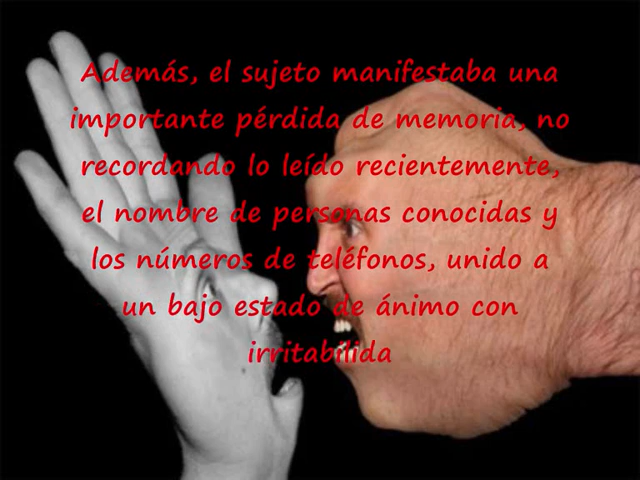 Además, el sujeto manifestaba una
importante pérdida de memoria, no
recordando lo leído recientemente,
el nombre de personas conocidas y
los números de teléfonos, unido a
un bajo estado de ánimo con
irritabilida